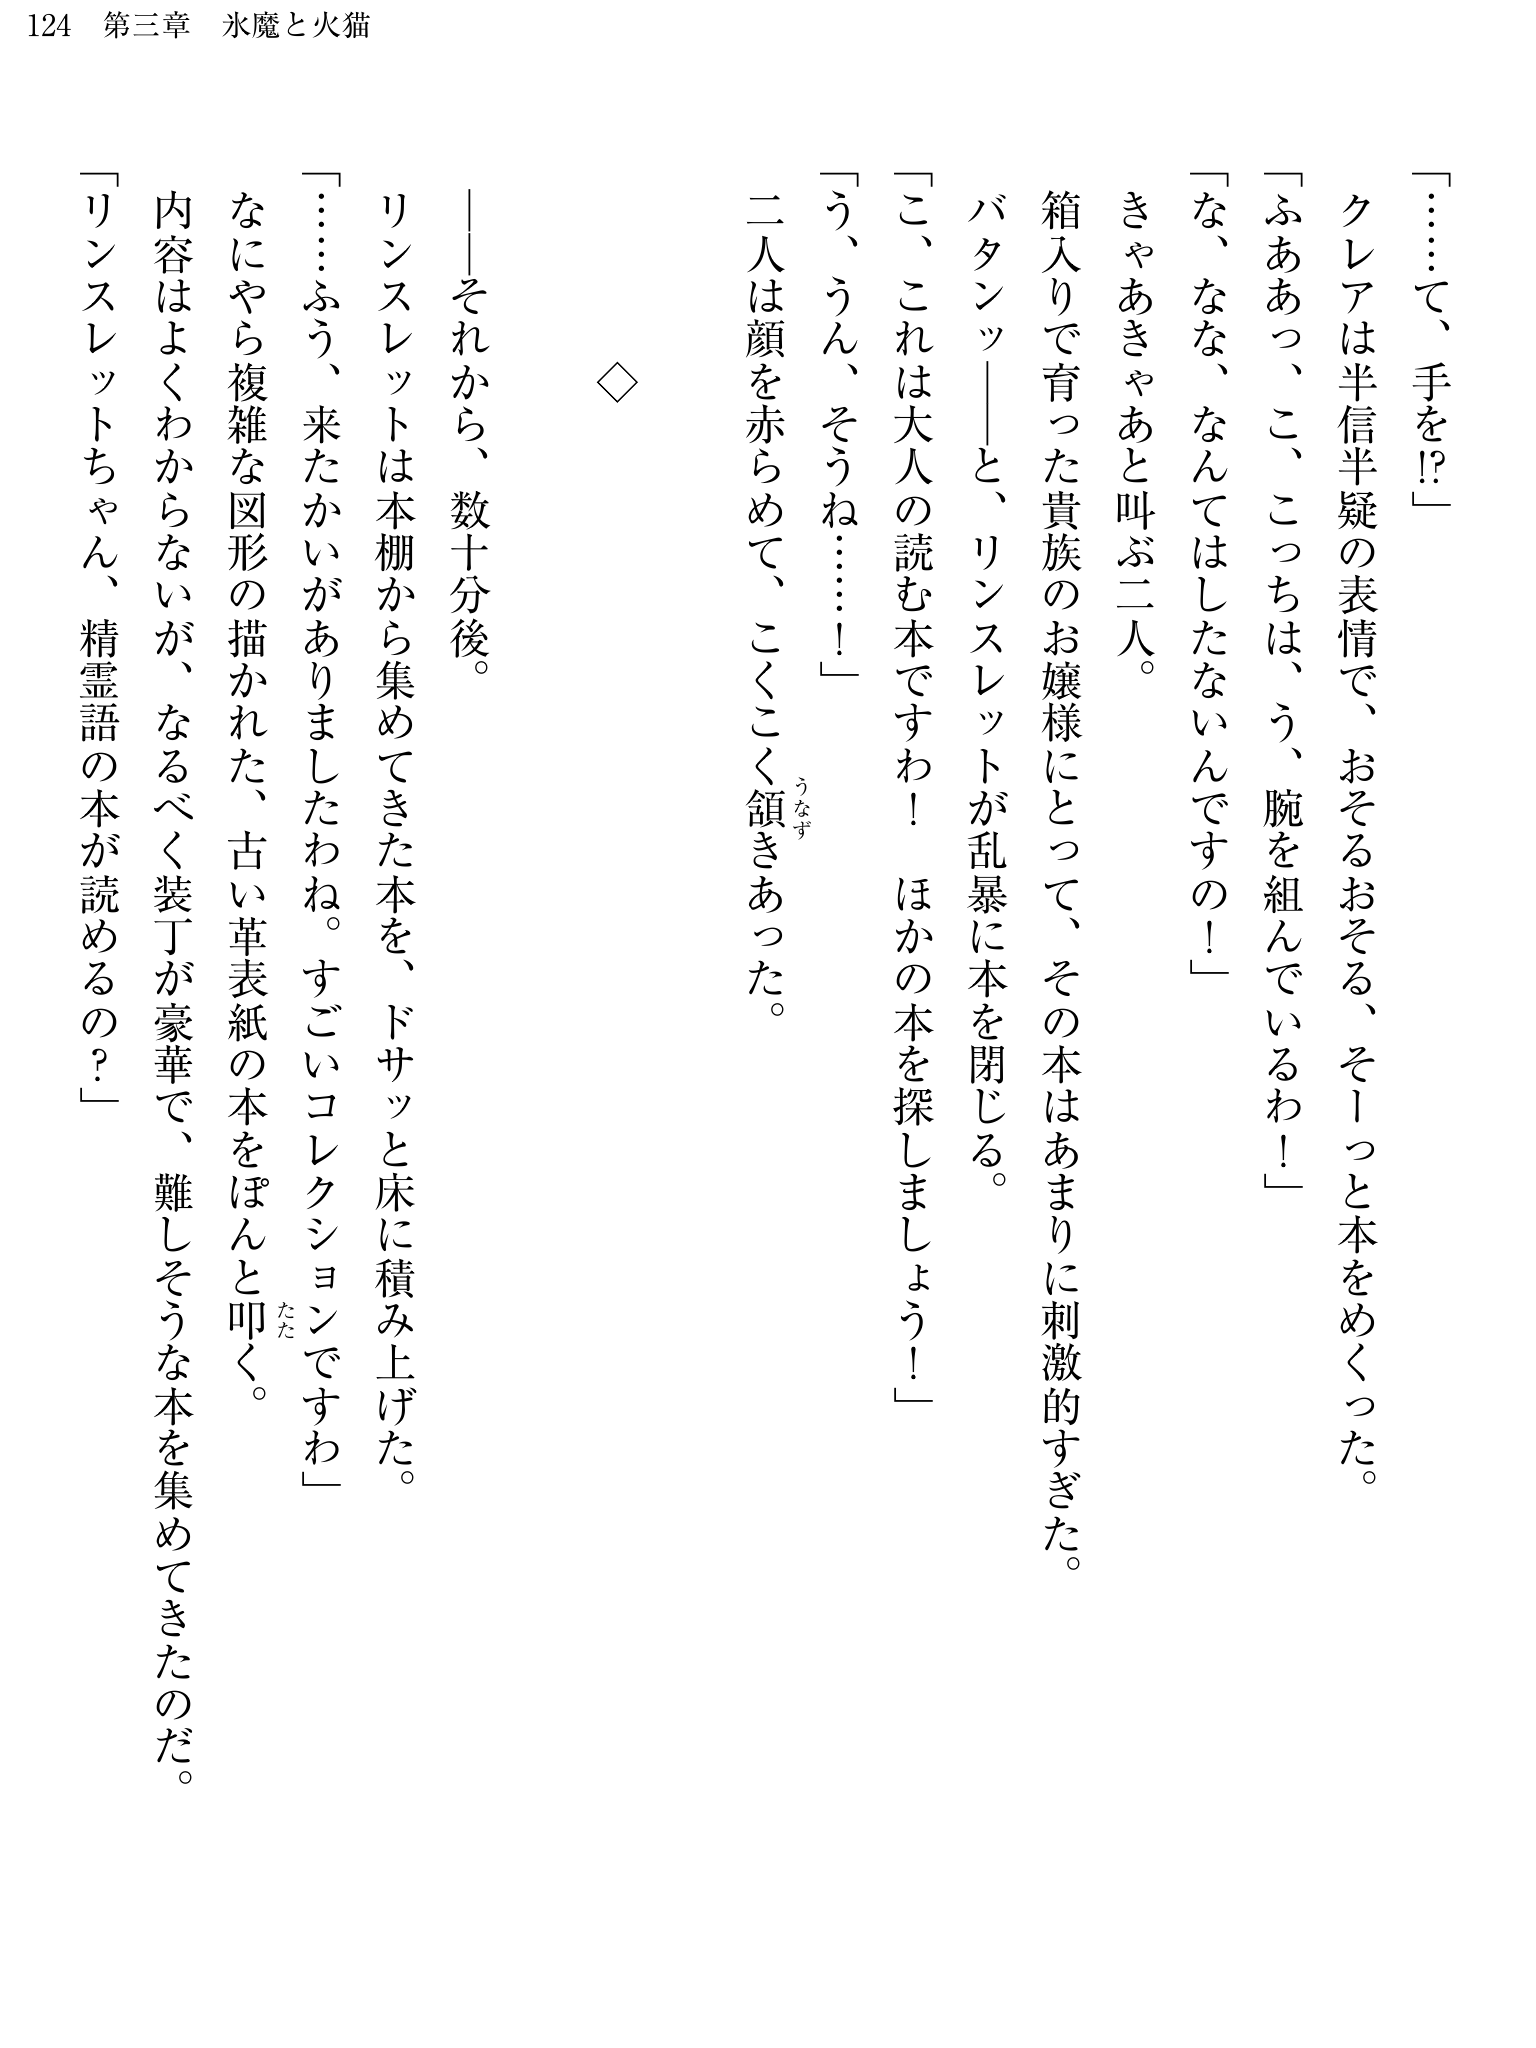 124　第三章　氷魔と火猫
「……て、手を!?」
　クレアは半信半疑の表情で、おそるおそる、そーっと本をめくった。
「ふああっ、こ、こっちは、う、腕を組んでいるわ！」
「な、なな、なんてはしたないんですの！」
　きゃあきゃあと叫ぶ二人。
　箱入りで育った貴族のお嬢様にとって、その本はあまりに刺激的すぎた。
　バタンッ――と、リンスレットが乱暴に本を閉じる。
「こ、これは大人の読む本ですわ！　ほかの本を探しましょう！」
「う、うん、そうね……！」
　二人は顔を赤らめて、こくこく頷うなずきあった。
◇
　――それから、数十分後。
　リンスレットは本棚から集めてきた本を、ドサッと床に積み上げた。
「……ふう、来たかいがありましたわね。すごいコレクションですわ」
　なにやら複雑な図形の描かれた、古い革表紙の本をぽんと叩たたく。
　内容はよくわからないが、なるべく装丁が豪華で、難しそうな本を集めてきたのだ。
「リンスレットちゃん、精霊語の本が読めるの？」